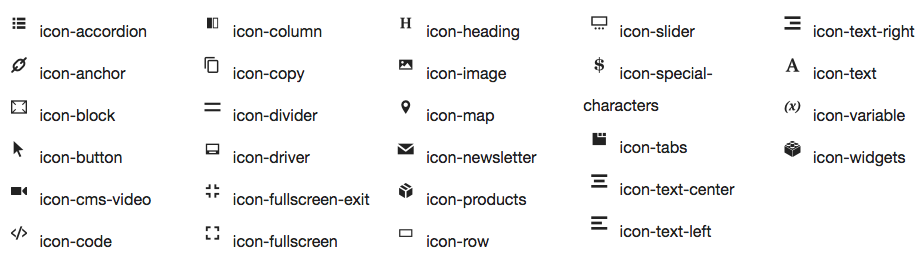 icon-accordion
icon-anchor
icon-block
icon-button
icon-cms-video
icon-code
icon-column
icon-copy
icon-divider
icon-driver
icon-fullscreen-exit
icon-fullscreen
H icon-heading
icon-image
icon-map
icon-newsletter
icon-products
icon-row
icon-slider
$ icon-special-
characters
icon-tabs
icon-text-center
icon-text-left
icon-text-right
A icon-text
(x) icon-variable
icon-widgets